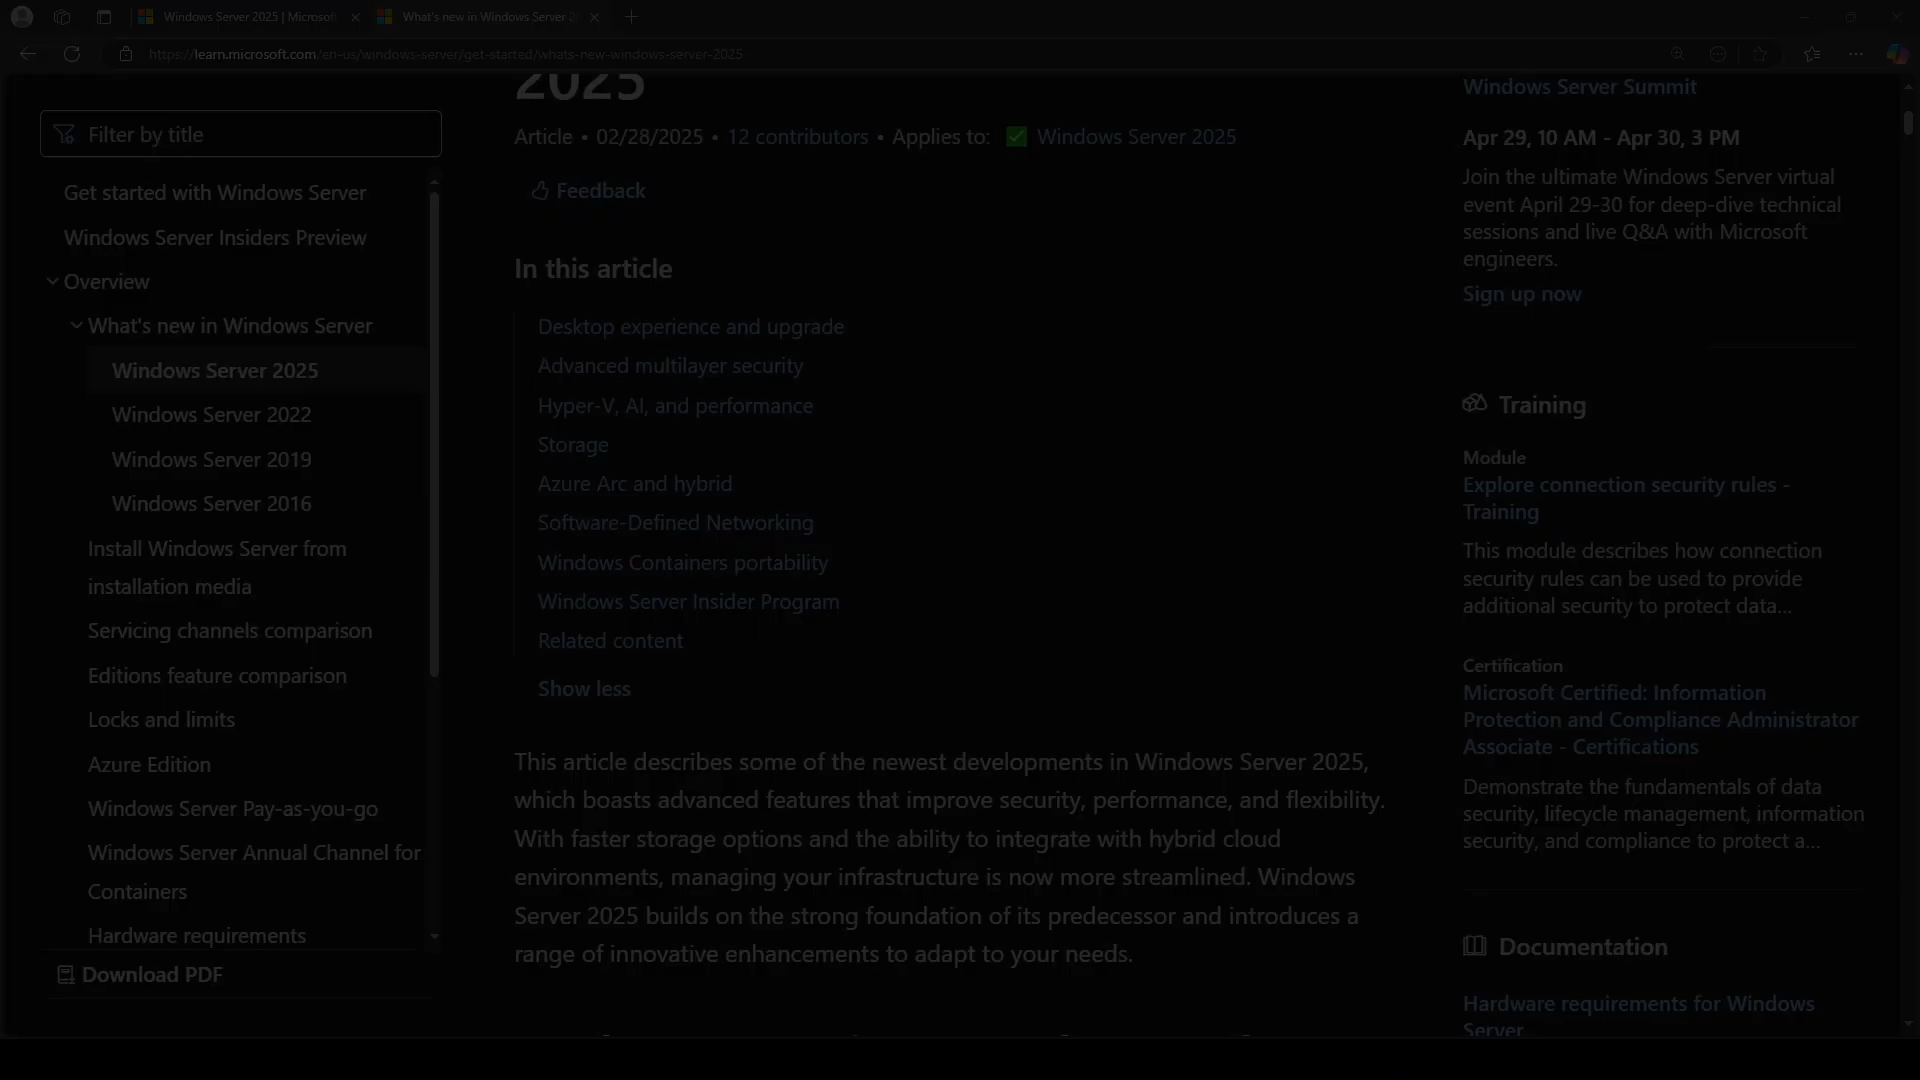 Windows Server 2025 | Microsoft
What's new in Windows Server 2
https://learn.microsoft.com/en-us/windows-server/get-started/whats-new-windows-server-2025
Filter by title
Get started with Windows Server
Windows Server Insiders Preview
Overview
What's new in Windows Server
Windows Server 2025
Windows Server 2022
Windows Server 2019
Windows Server 2016
Install Windows Server from
installation media
Servicing channels comparison
Editions feature comparison
Locks and limits
Azure Edition
Windows Server Pay-as-you-go
Windows Server Annual Channel for
Containers
Hardware requirements
Download PDF
2025
Article • 02/28/2025 • 12 contributors • Applies to: ✅ Windows Server 2025
Feedback
In this article
Desktop experience and upgrade
Advanced multilayer security
Hyper-V, AI, and performance
Storage
Azure Arc and hybrid
Software-Defined Networking
Windows Containers portability
Windows Server Insider Program
Related content
Show less
This article describes some of the newest developments in Windows Server 2025,
which boasts advanced features that improve security, performance, and flexibility.
With faster storage options and the ability to integrate with hybrid cloud
environments, managing your infrastructure is now more streamlined. Windows
Server 2025 builds on the strong foundation of its predecessor and introduces a
range of innovative enhancements to adapt to your needs.
Windows Server Summit
Apr 29, 10 AM - Apr 30, 3 PM
Join the ultimate Windows Server virtual
event April 29-30 for deep-dive technical
sessions and live Q&A with Microsoft
engineers.
Sign up now
Training
Module
Explore connection security rules -
Training
This module describes how connection
security rules can be used to provide
additional security to protect data...
Certification
Microsoft Certified: Information
Protection and Compliance Administrator
Associate - Certifications
Demonstrate the fundamentals of data
security, lifecycle management, information
security, and compliance to protect a...
Documentation
Hardware requirements for Windows
Server